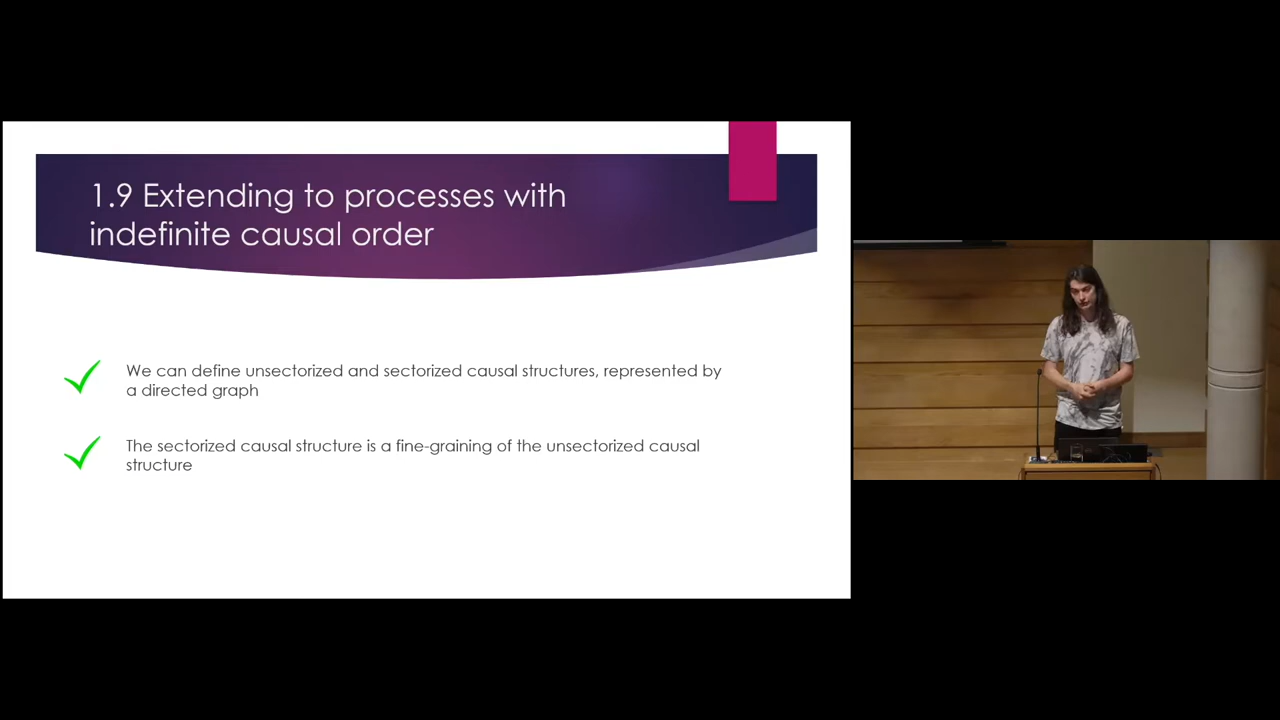 1.9 Extending to processes with
indefinite causal order
We can define unsectorized and sectorized causal structures, represented by
a directed graph
The sectorized causal structure is a fine-graining of the unsectorized causal
structure